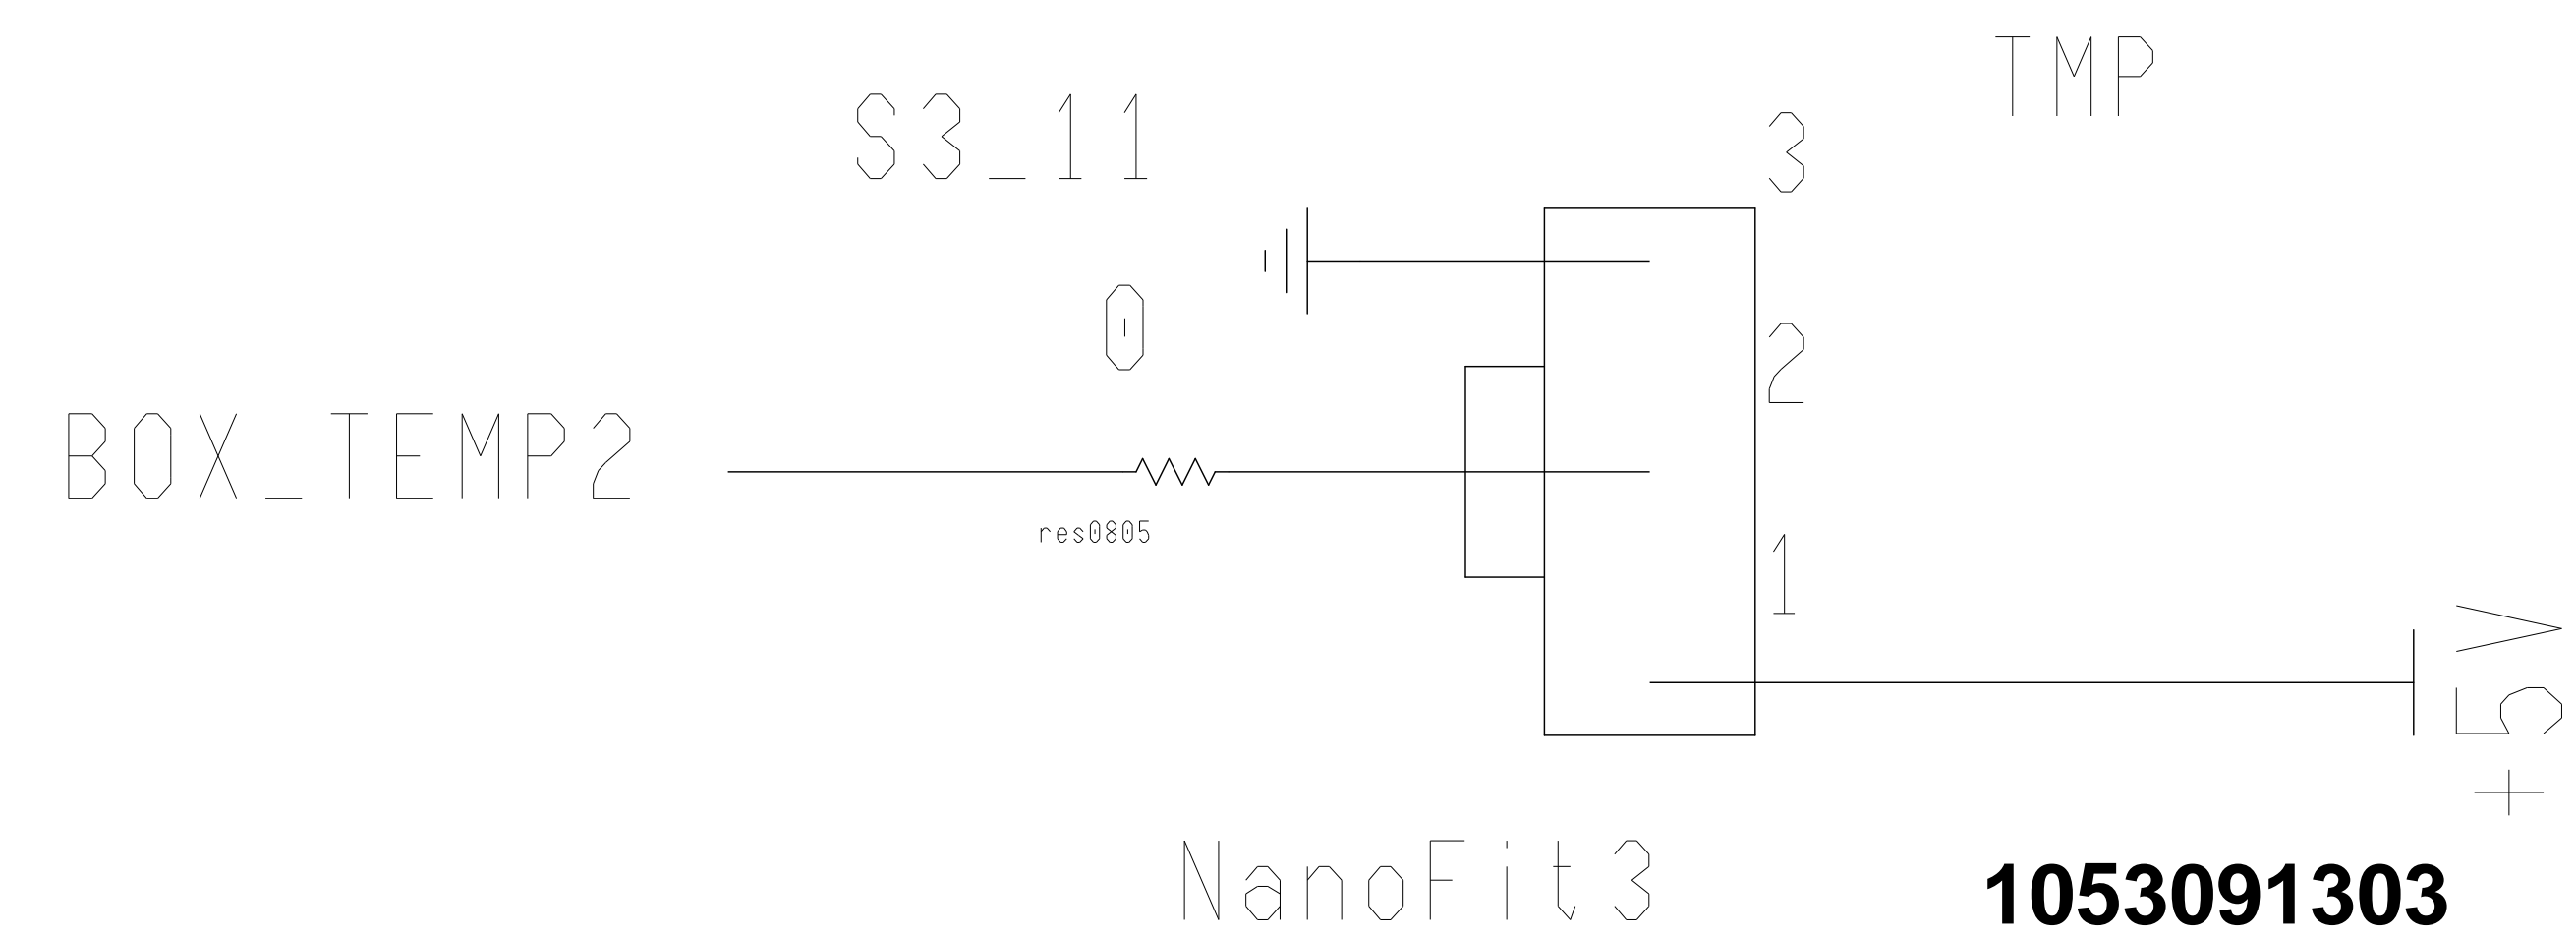 TMP
S3_11
3
0
2
BOX_TEMP2
res0805
1
+5V
NanoFit3
1053091303